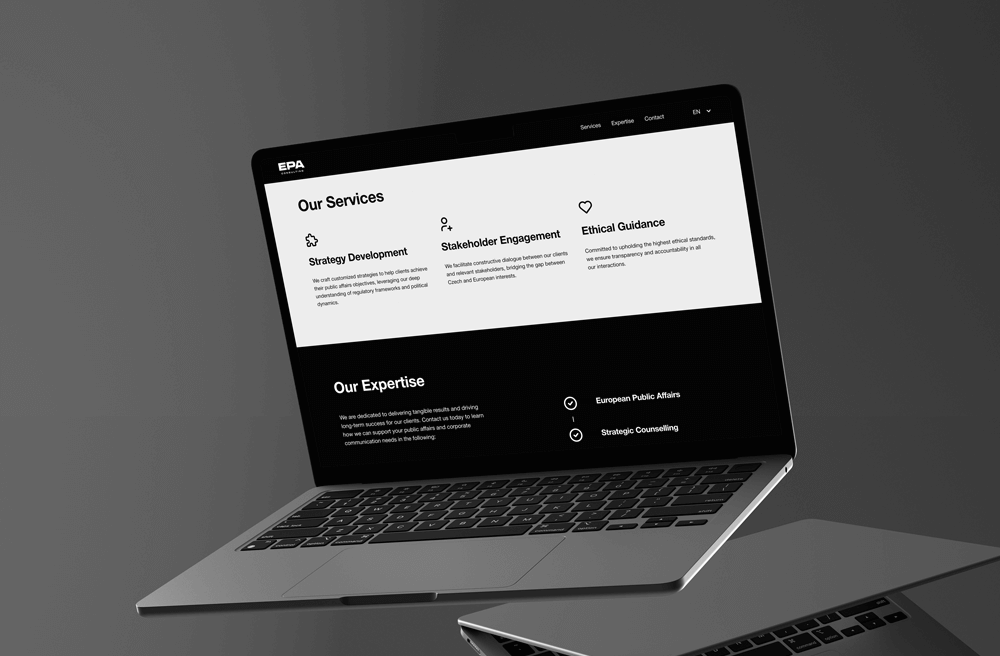 Services Expertise Contact EN
EPA
CONSULTING
Our Services
Strategy Development
We craft customized strategies to help clients achieve
their public affairs objectives, leveraging our deep
understanding of regulatory frameworks and political
dynamics.
Stakeholder Engagement
We facilitate constructive dialogue between our clients
and relevant stakeholders, bridging the gap between
Czech and European interests.
Ethical Guidance
Committed to upholding the highest ethical standards,
we ensure transparency and accountability in all
our interactions.
Our Expertise
We are dedicated to delivering tangible results and driving
long-term success for our clients. Contact us today to learn
how we can support your public affairs and corporate
communication needs in the following:
European Public Affairs
Strategic Counselling